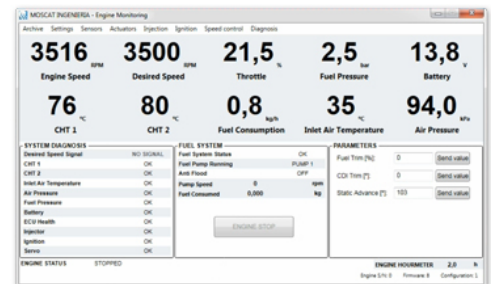 MOSCAT INGENIERIA - Engine Monitoring
Archive Settings Sensors Actuators Injection Ignition Speed control Diagnosis
3516 RPM 3500 RPM 21,5 % 2,5 bar 13,8 V
Engine Speed Desired Speed Throttle Fuel Pressure Battery
76 ºC 80 ºC 0,8 kg/h 35 ºC 94,0 kPa
CHT 1 CHT 2 Fuel Consumption Inlet Air Temperature Air Pressure
SYSTEM DIAGNOSIS
Desired Speed Signal NO SIGNAL
CHT 1 OK
CHT 2 OK
Inlet Air Temperature OK
Air Pressure OK
Fuel Pressure OK
Battery OK
ECU Health OK
Injector OK
Ignition OK
Servo OK
FUEL SYSTEM
Fuel System Status OK
Fuel Pump Running PUMP 1
Anti Flood OFF
Pump Speed 0 rpm
Fuel Consumed 0,000 kg
ENGINE STOP
PARAMETERS
Fuel Trim [%]: 0 Send value
COI Trim [º]: 0 Send value
Static Advance [º]: 103 Send value
ENGINE STATUS STOPPED
ENGINE HOURMETER 2,0 h
Engine S/N: 0 Firmware: 8 Configuration: 1